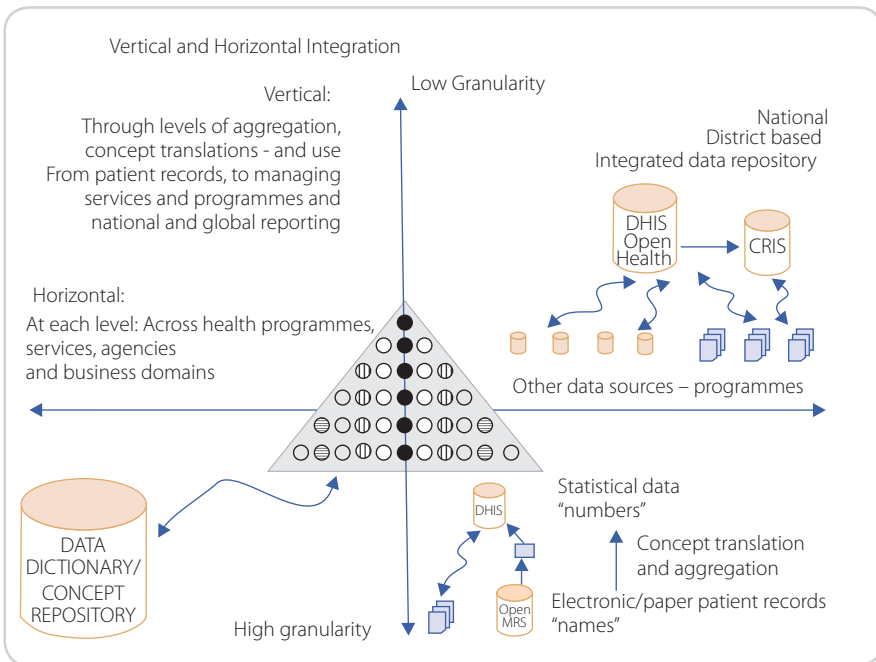 Vertical and Horizontal Integration
Low Granularity
Vertical:
Through levels of aggregation,
concept translations - and use
From patient records, to managing
services and programmes and
national and global reporting
National
District based
Integrated data repository
DHIS
Open
Health
CRIS
Horizontal:
At each level: Across health programmes,
services, agencies
and business domains
Other data sources – programmes
DATA
DICTIONARY/
CONCEPT
REPOSITORY
High granularity
DHIS
Open
MRS
Statistical data
“numbers”
Concept translation
and aggregation
Electronic/paper patient records
“names”